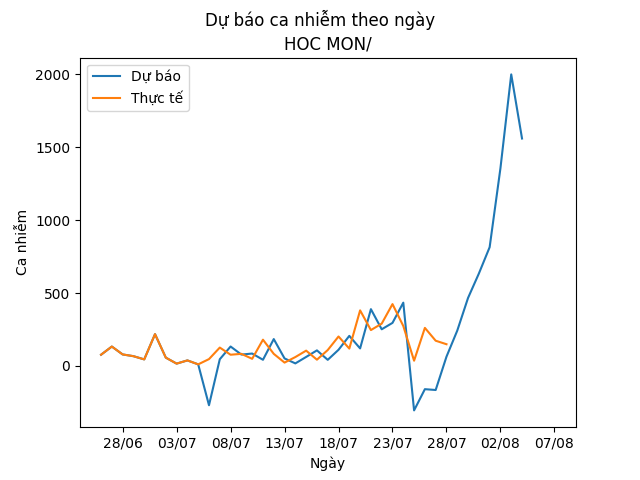 Dự báo ca nhiễm theo ngày
HOC MON/
Dự báo
Thực tế
2000
1500
1000
500
0
Ca nhiễm
28/06 03/07 08/07 13/07 18/07 23/07 28/07 02/08 07/08
Ngày